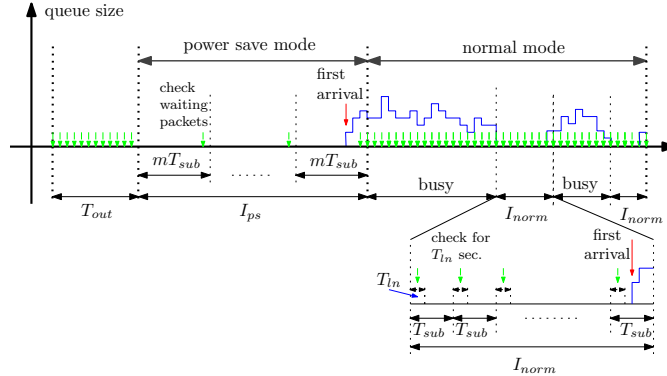 queue size
power save mode
normal mode
check
waiting
packets
first
arrival
mT_sub
. . . . . .
mT_sub
busy
busy
T_out
I_ps
I_norm
I_norm
check for
T_ln sec.
first
arrival
T_ln
T_sub
T_sub
. . . . . . . .
T_sub
I_norm